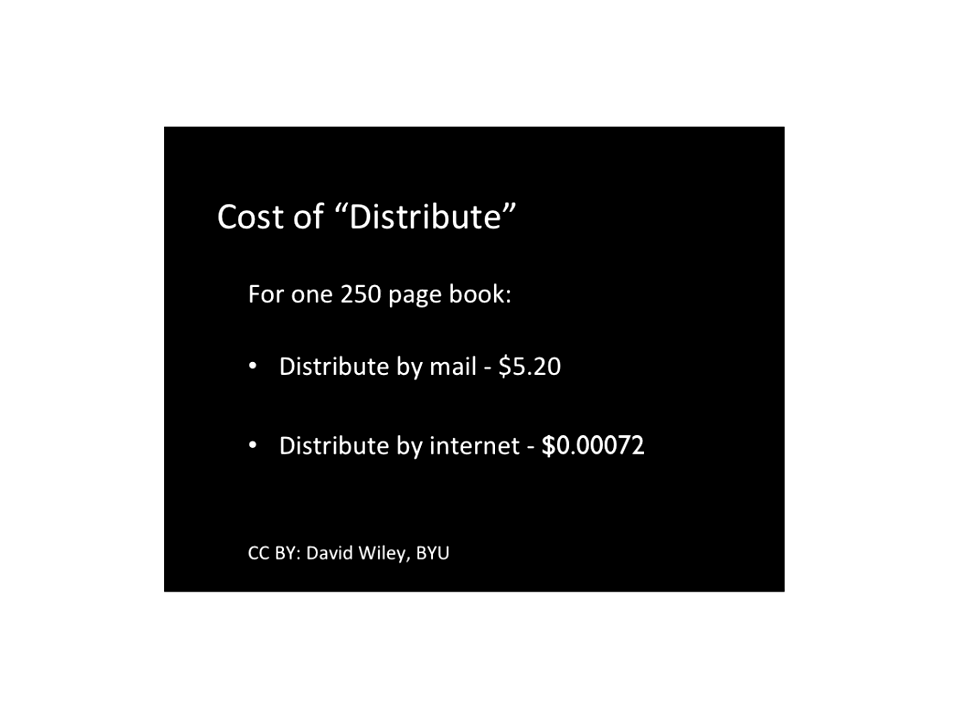 Cost of “Distribute”
For one 250 page book:
• Distribute by mail - $5.20
• Distribute by internet - $0.00072
CC BY: David Wiley, BYU